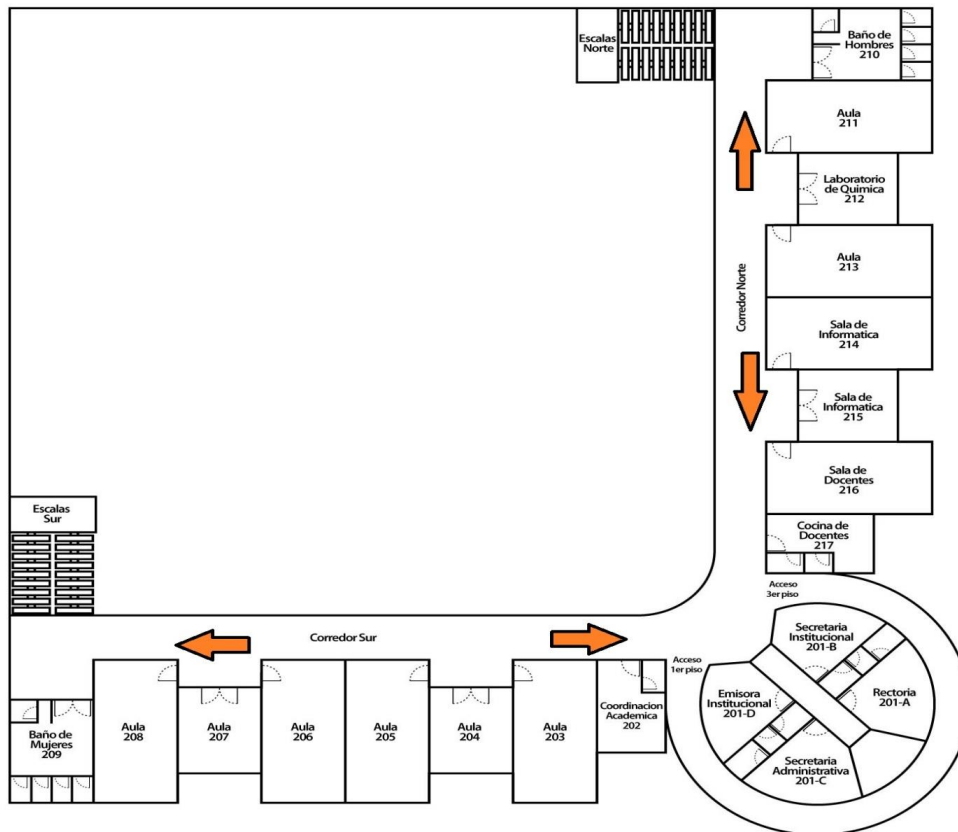 Escalas
Norte
Baño de
Hombres
210
Aula
211
Laboratorio
de Quimica
212
Aula
213
Corredor Norte
Sala de
Informatica
214
Sala de
Informatica
215
Sala de
Docentes
216
Cocina de
Docentes
217
Acceso
3er piso
Escalas
Sur
Corredor Sur
Acceso
1er piso
Secretaria
Institucional
201-B
Rectoria
201-A
Emisora
Institucional
201-D
Secretaria
Administrativa
201-C
Baño de
Mujeres
209
Aula
208
Aula
207
Aula
206
Aula
205
Aula
204
Aula
203
Coordinacion
Academica
202